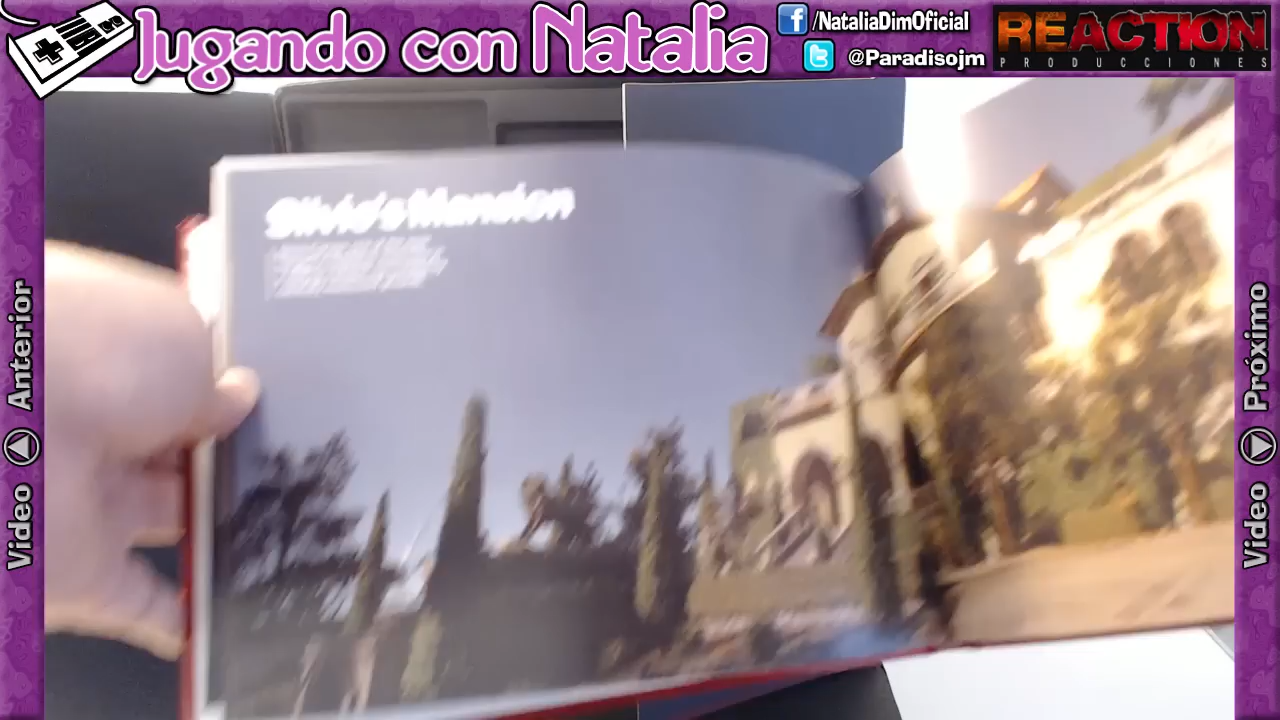 Jugando con Natalia
/NataliaDimOficial
@Paradisojm
REACTION
PRODUCCIONES
Video Anterior
Video Próximo
Silvio's Mansion